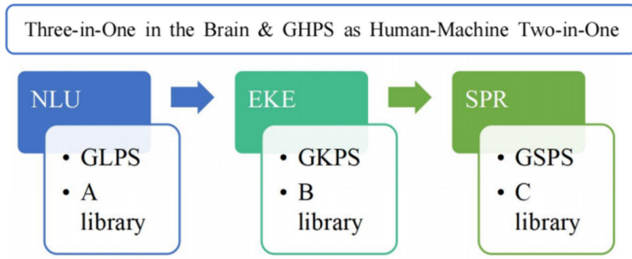 Three-in-One in the Brain & GHPS as Human-Machine Two-in-One
NLU
• GLPS
• A
library
EKE
• GKPS
• B
library
SPR
• GSPS
• C
library